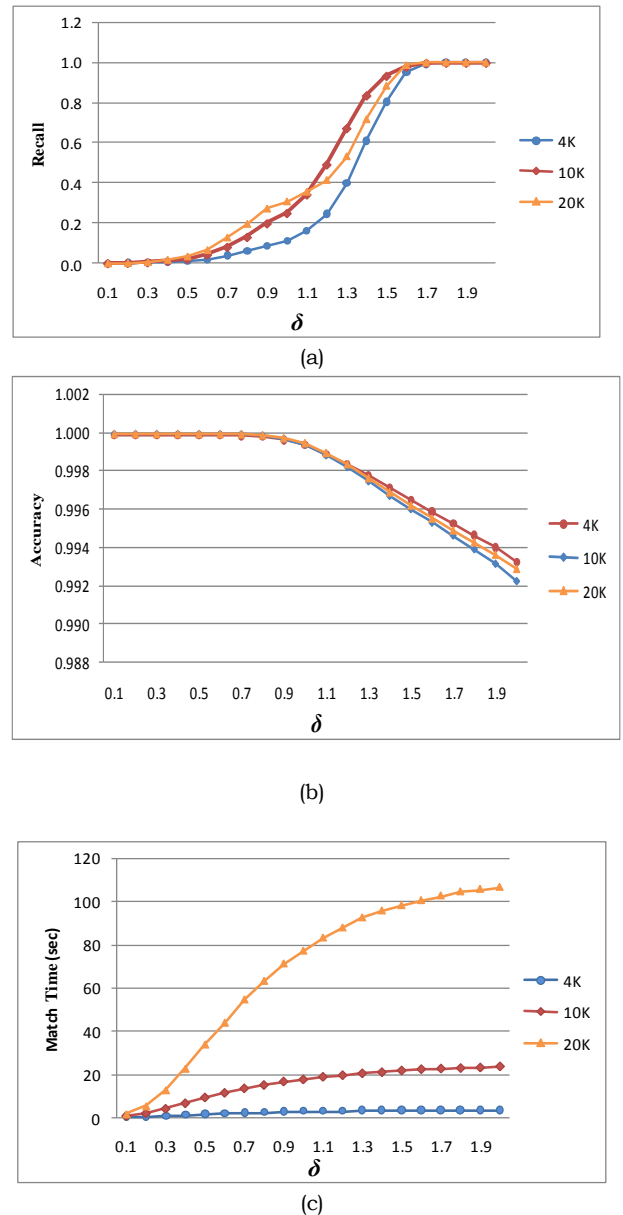 1.2
1.0
0.8
0.6
0.4
0.2
0.0
Recall
0.1 0.3 0.5 0.7 0.9 1.1 1.3 1.5 1.7 1.9
δ
4K
10K
20K
(a)
1.002
1.000
0.998
0.996
0.994
0.992
0.990
0.988
Accuracy
0.1 0.3 0.5 0.7 0.9 1.1 1.3 1.5 1.7 1.9
δ
4K
10K
20K
(b)
120
100
80
60
40
20
0
Match Time (sec)
0.1 0.3 0.5 0.7 0.9 1.1 1.3 1.5 1.7 1.9
δ
4K
10K
20K
(c)